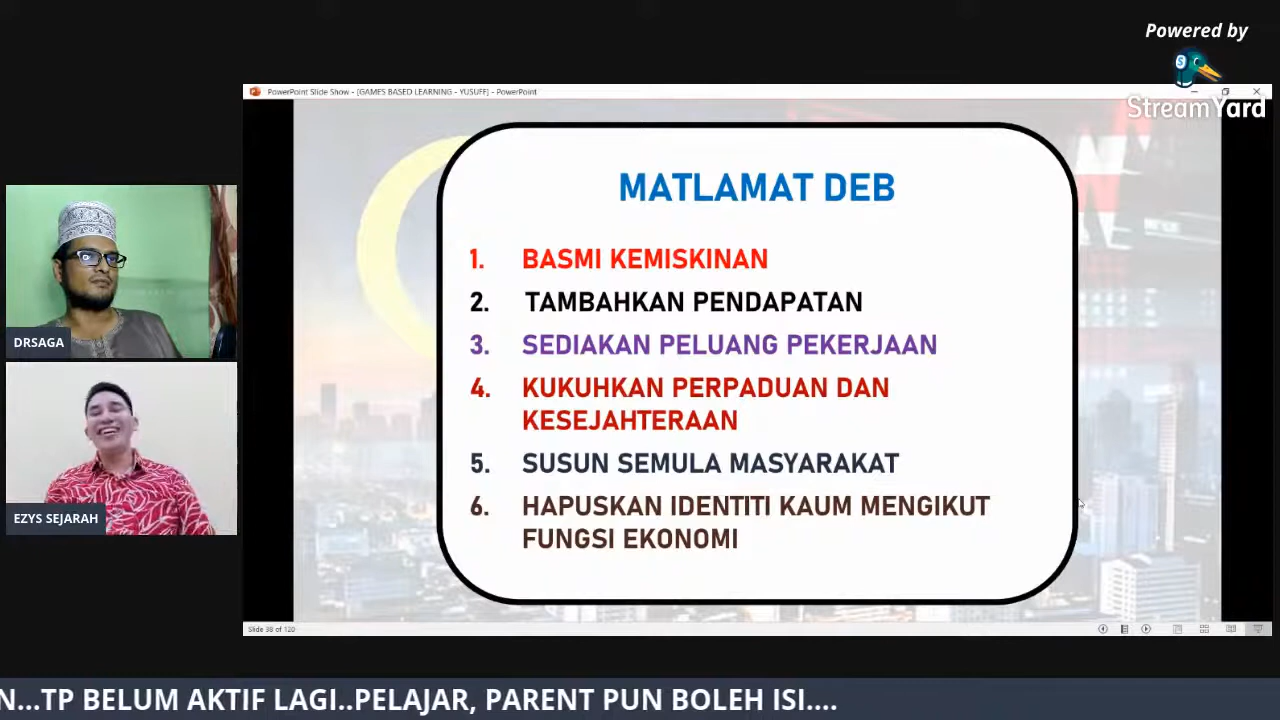 Powered by
StreamYard
PowerPoint Slide Show - [GAMES BASED LEARNING - YUSUFF] - PowerPoint
MATLAMAT DEB
1. BASMI KEMISKINAN
2. TAMBAHKAN PENDAPATAN
3. SEDIAKAN PELUANG PEKERJAAN
4. KUKUHKAN PERPADUAN DAN
KESEJAHTERAAN
5. SUSUN SEMULA MASYARAKAT
6. HAPUSKAN IDENTITI KAUM MENGIKUT
FUNGSI EKONOMI
DRSAGA
EZYS SEJARAH
Slide 38 of 120
N...TP BELUM AKTIF LAGI..PELAJAR, PARENT PUN BOLEH ISI....